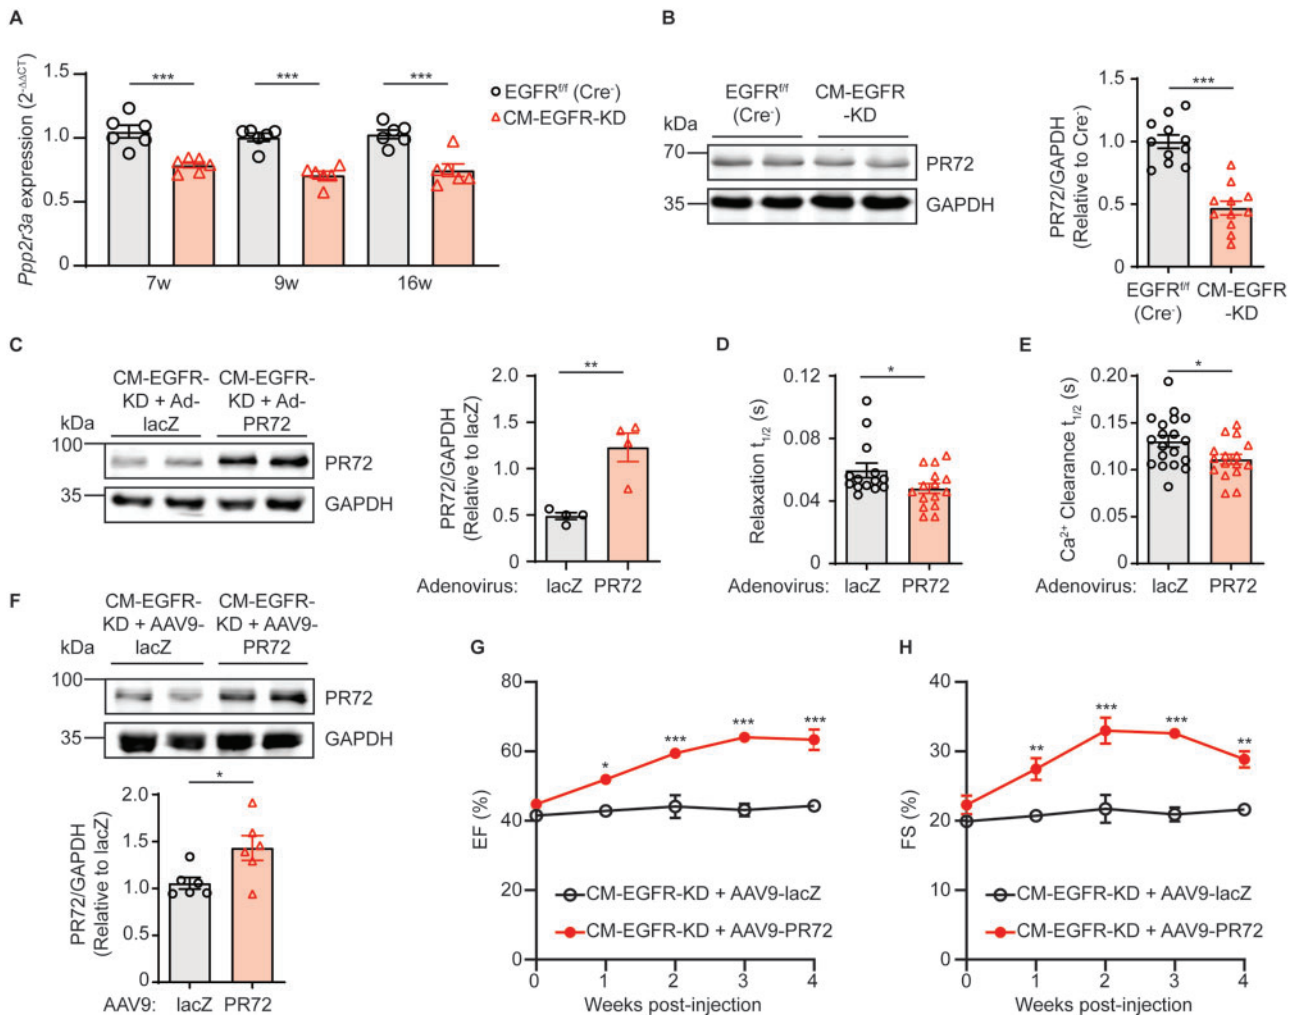 A
Ppp2r3a expression (2^-ΔΔCT)
1.5
1.0
0.5
0
***
***
***
7w
9w
16w
EGFR^f/f (Cre^-)
CM-EGFR-KD
B
EGFR^f/f
(Cre^-)
CM-EGFR
-KD
kDa
70
PR72
35
GAPDH
PR72/GAPDH
(Relative to Cre^-)
1.5
1.0
0.5
0
***
EGFR^f/f
(Cre^-)
CM-EGFR
-KD
C
CM-EGFR-
KD + Ad-
lacZ
CM-EGFR-
KD + Ad-
PR72
kDa
100
PR72
35
GAPDH
PR72/GAPDH
(Relative to lacZ)
2.0
1.5
1.0
0.5
0
**
Adenovirus: lacZ PR72
D
Relaxation t_1/2 (s)
0.12
0.08
0.04
0
*
Adenovirus: lacZ PR72
E
Ca^2+ Clearance t_1/2 (s)
0.20
0.15
0.10
0.05
0
*
Adenovirus: lacZ PR72
F
CM-EGFR-
KD + AAV9-
lacZ
CM-EGFR-
KD + AAV9-
PR72
kDa
100
PR72
35
GAPDH
PR72/GAPDH
(Relative to lacZ)
2.0
1.5
1.0
0.5
0
*
AAV9: lacZ PR72
G
EF (%)
80
60
40
20
0
*
***
***
***
CM-EGFR-KD + AAV9-lacZ
CM-EGFR-KD + AAV9-PR72
0 1 2 3 4
Weeks post-injection
H
FS (%)
40
30
20
10
0
**
***
***
**
CM-EGFR-KD + AAV9-lacZ
CM-EGFR-KD + AAV9-PR72
0 1 2 3 4
Weeks post-injection